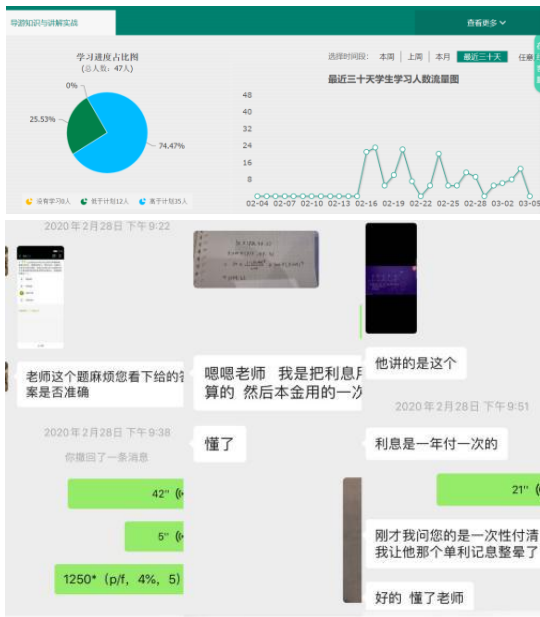 导游知识与讲解实战
查看更多
学习进度占比图
(总人数: 47人)
0%
25.53%
74.47%
没有学习0人
低于计划12人
高于计划35人
选择时间段:
本周
上周
本月
最近三十天
任意
最近三十天学生学习人数流量图
48
40
32
24
16
8
02-04 02-07 02-10 02-13 02-16 02-19 02-22 02-25 02-28 03-02 03-05
2020年2月28日 下午9:22
老师这个题麻烦您看下给的答
案是否准确
2020年2月28日 下午9:38
你撤回了一条消息
42"
5"
1250*（p/f，4%，5）
嗯嗯老师 我是把利息用
算的 然后本金用的一次
懂了
他讲的是这个
2020年2月28日 下午9:51
利息是一年付一次的
21"
刚才我问您的是一次性付清
我让他那个单利记息整晕了
好的 懂了老师